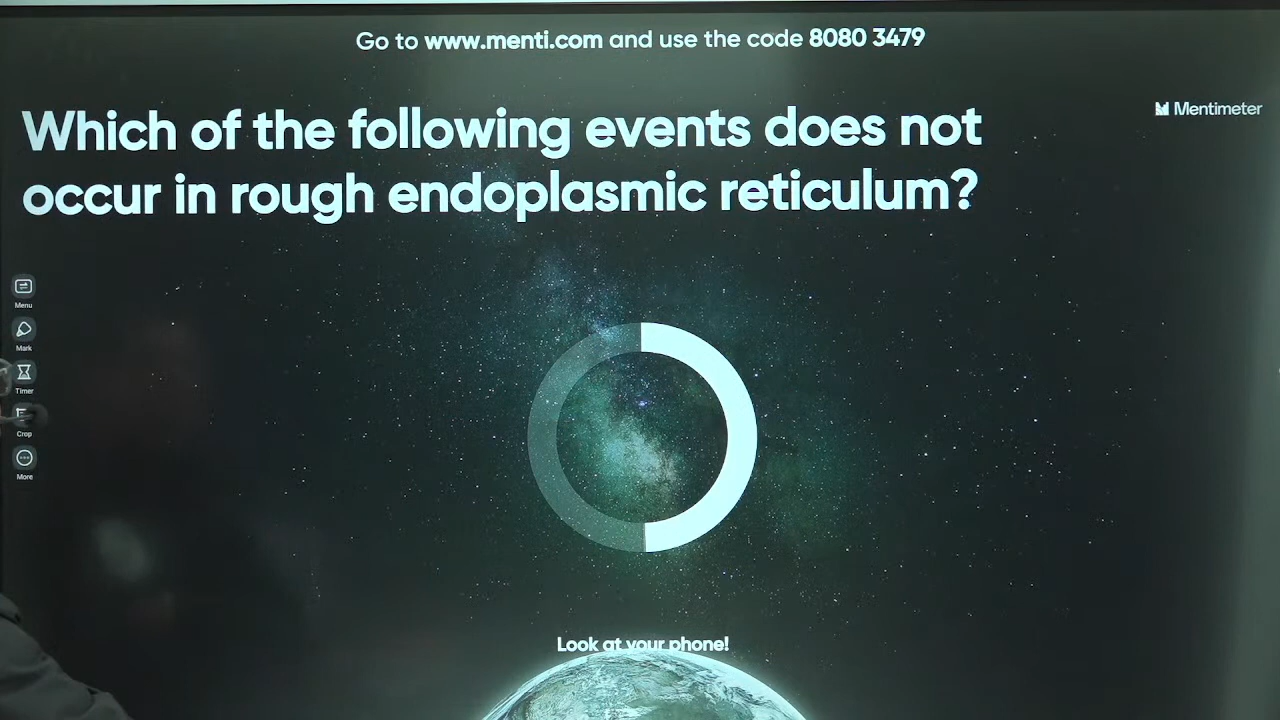 Go to www.menti.com and use the code 8080 3479
Mentimeter
Which of the following events does not
occur in rough endoplasmic reticulum?
Menu
Mark
Timer
Crop
More
Look at your phone!